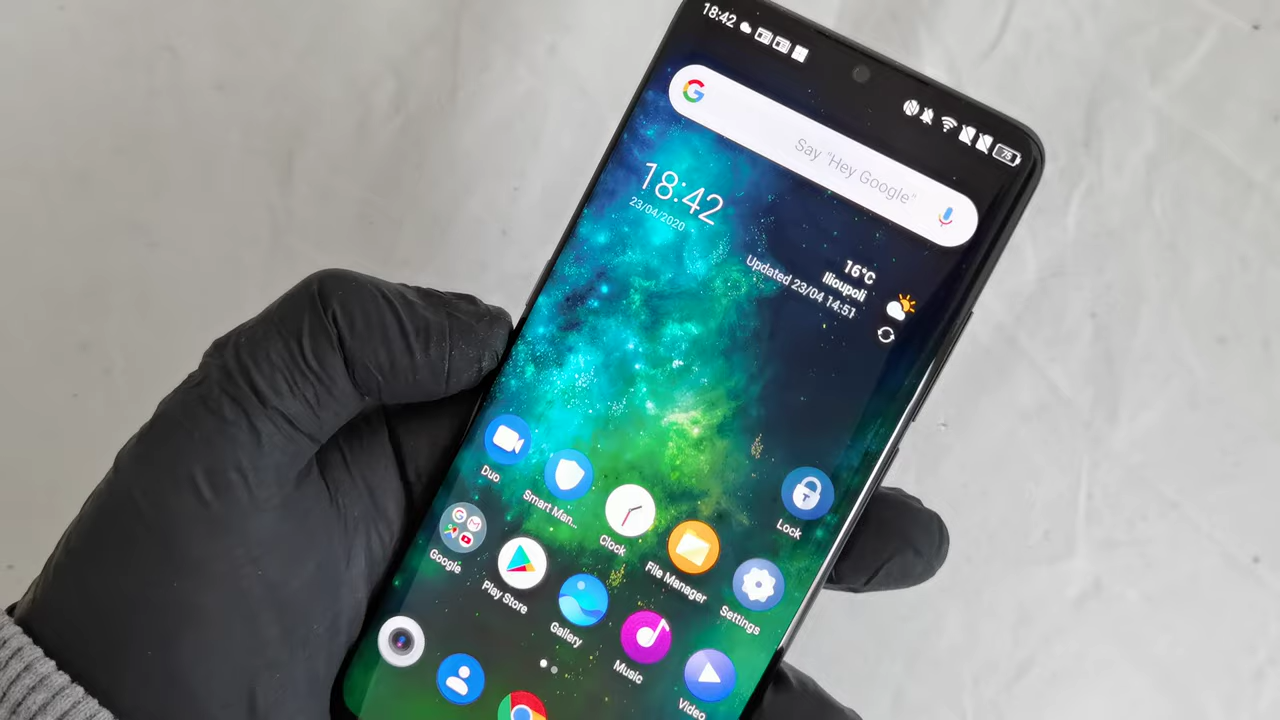 18:42
75
Say "Hey Google"
18:42
23/04/2020
16°C
Ilioupoli
Updated 23/04 14:51
Duo
Smart Man...
Clock
Lock
Google
Play Store
Gallery
File Manager
Settings
Music
Video